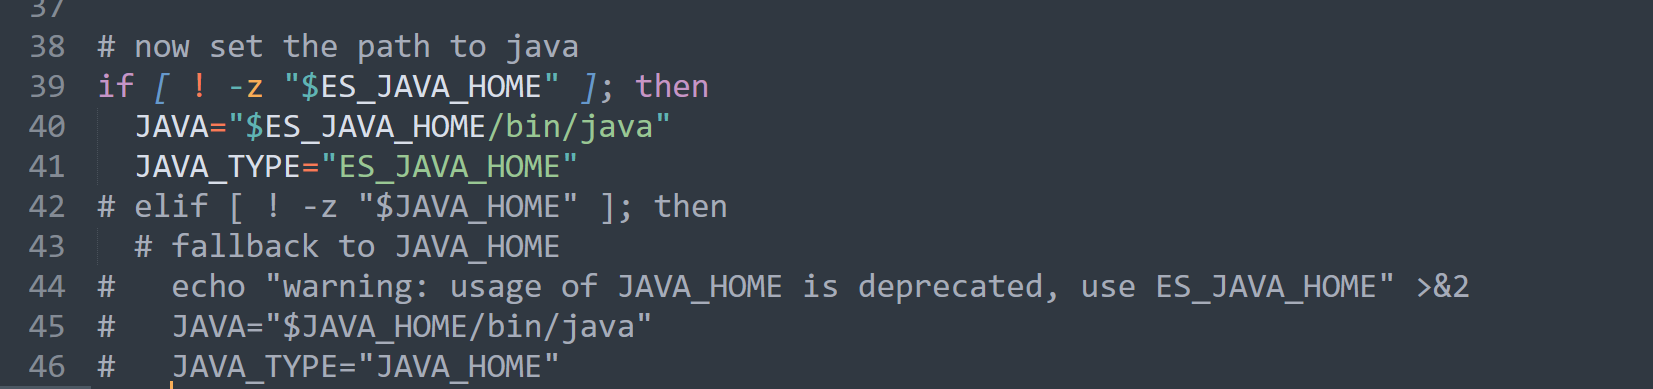 37
38 # now set the path to java
39 if [ ! -z "$ES_JAVA_HOME" ]; then
40   JAVA="$ES_JAVA_HOME/bin/java"
41   JAVA_TYPE="ES_JAVA_HOME"
42 # elif [ ! -z "$JAVA_HOME" ]; then
43   # fallback to JAVA_HOME
44 #   echo "warning: usage of JAVA_HOME is deprecated, use ES_JAVA_HOME" >&2
45 #   JAVA="$JAVA_HOME/bin/java"
46 #   JAVA_TYPE="JAVA_HOME"